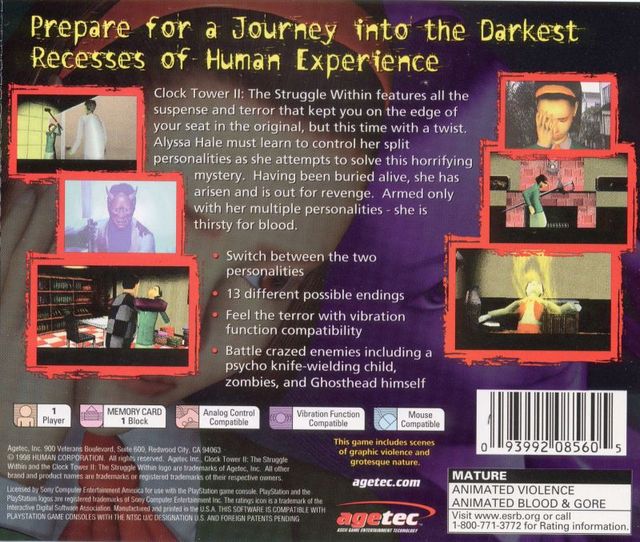 Prepare for a Journey into the Darkest
Recesses of Human Experience
Clock Tower II: The Struggle Within features all the
suspense and terror that kept you on the edge of
your seat in the original, but this time with a twist.
Alyssa Hale must learn to control her split
personalities as she attempts to solve this horrifying
mystery. Having been buried alive, she has
arisen and is out for revenge. Armed only
with her multiple personalities - she is
thirsty for blood.
• Switch between the two
personalities
• 13 different possible endings
• Feel the terror with vibration
function compatibility
• Battle crazed enemies including a
psycho knife-wielding child,
zombies, and Ghosthead himself
1
Player
MEMORY CARD
1 Block
Analog Control
Compatible
Vibration Function
Compatible
Mouse
Compatible
Agetec, Inc. 900 Veterans Boulevard, Suite 600, Redwood City, CA 94063
© 1998 HUMAN CORPORATION. All rights reserved. Agetec, Inc. Clock Tower II: The Struggle
Within and the Clock Tower II: The Struggle Within logo are trademarks of Agetec, Inc. All other
brand and product names are trademarks or registered trademarks of their respective owners.
Licensed by Sony Computer Entertainment America for use with the PlayStation game console. PlayStation and the
PlayStation logos are registered trademarks of Sony Computer Entertainment Inc. The ratings icon is a trademark of the
Interactive Digital Software Association. Manufactured and printed in the U.S.A. THIS SOFTWARE IS COMPATIBLE WITH
PLAYSTATION GAME CONSOLES WITH THE NTSC U/C DESIGNATION U.S. AND FOREIGN PATENTS PENDING
This game includes scenes
of graphic violence and
grotesque nature.
agetec.com
agetec
0 93992 08560 5
MATURE
ANIMATED VIOLENCE
ANIMATED BLOOD & GORE
Visit www.esrb.org or call
1-800-771-3772 for Rating information.